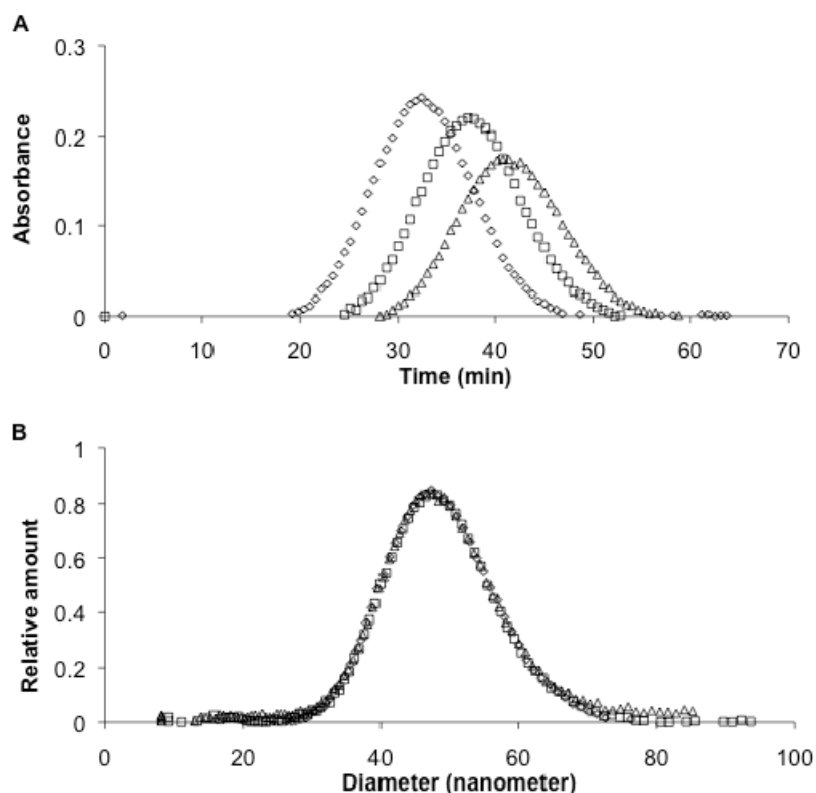 A
0.3
0.2
0.1
0
Absorbance
0 10 20 30 40 50 60 70
Time (min)
B
1
0.8
0.6
0.4
0.2
0
Relative amount
0 20 40 60 80 100
Diameter (nanometer)